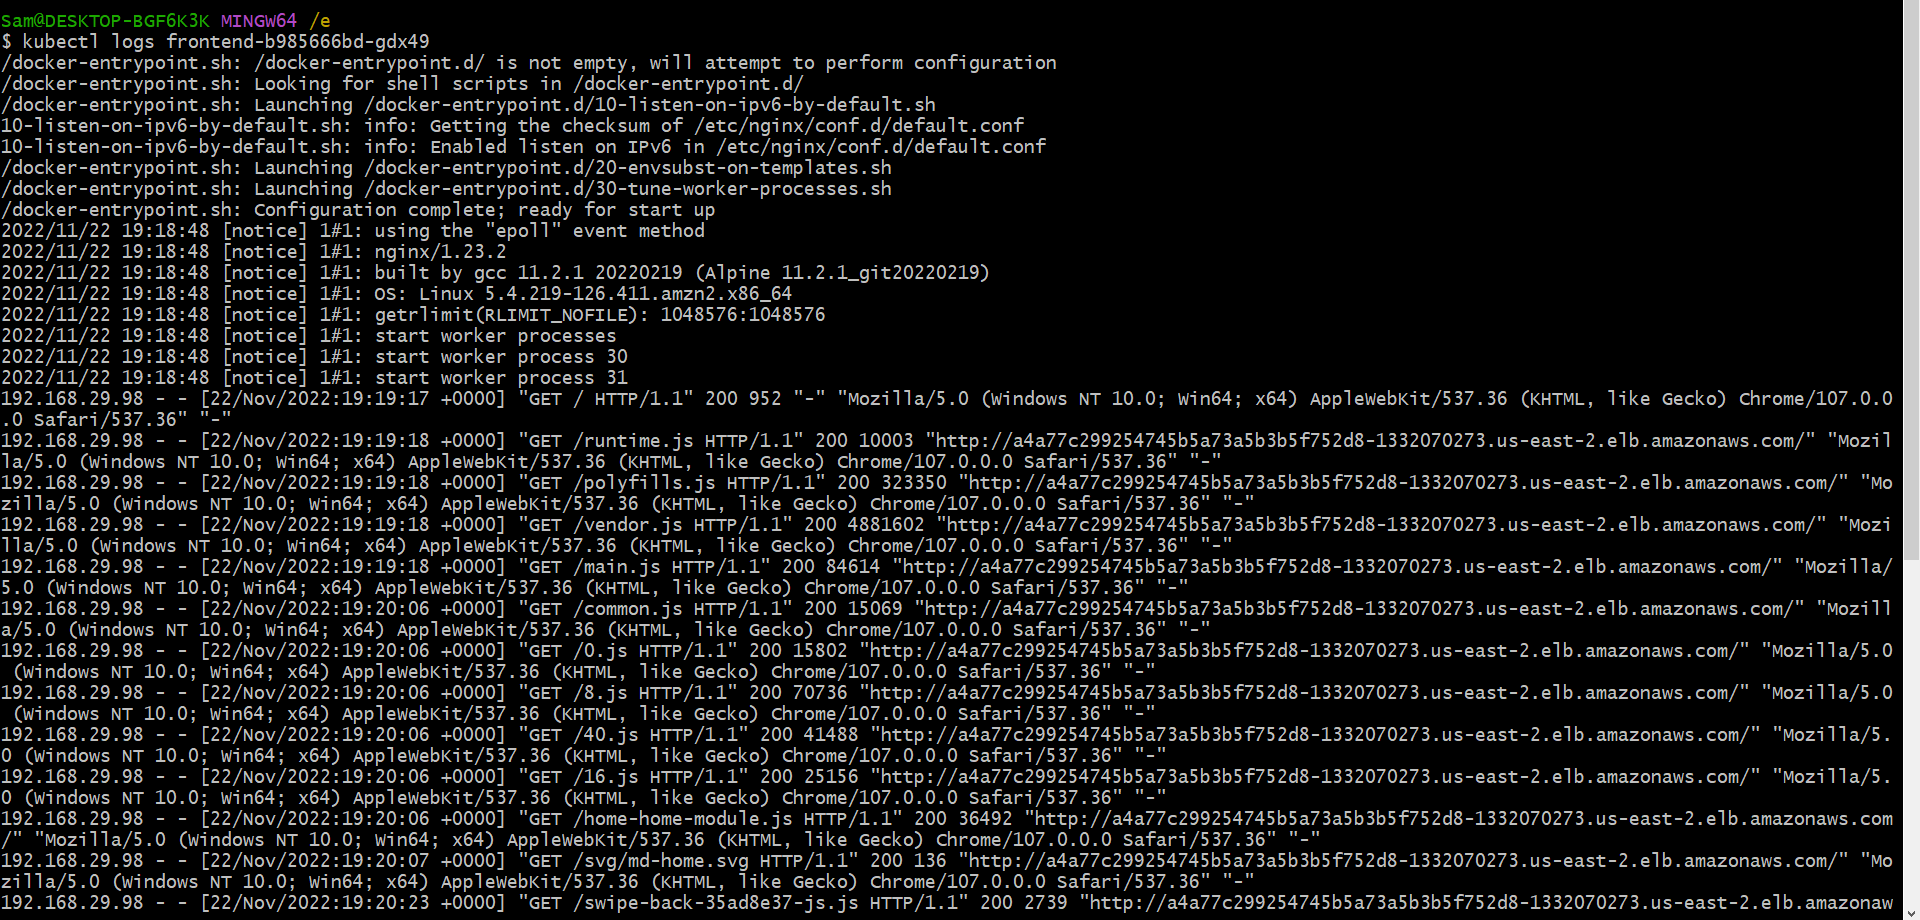 Sam@DESKTOP-BGF6K3K MINGW64 /e
$ kubectl logs frontend-b985666bd-gdx49
/docker-entrypoint.sh: /docker-entrypoint.d/ is not empty, will attempt to perform configuration
/docker-entrypoint.sh: Looking for shell scripts in /docker-entrypoint.d/
/docker-entrypoint.sh: Launching /docker-entrypoint.d/10-listen-on-ipv6-by-default.sh
10-listen-on-ipv6-by-default.sh: info: Getting the checksum of /etc/nginx/conf.d/default.conf
10-listen-on-ipv6-by-default.sh: info: Enabled listen on IPv6 in /etc/nginx/conf.d/default.conf
/docker-entrypoint.sh: Launching /docker-entrypoint.d/20-envsubst-on-templates.sh
/docker-entrypoint.sh: Launching /docker-entrypoint.d/30-tune-worker-processes.sh
/docker-entrypoint.sh: Configuration complete; ready for start up
2022/11/22 19:18:48 [notice] 1#1: using the "epoll" event method
2022/11/22 19:18:48 [notice] 1#1: nginx/1.23.2
2022/11/22 19:18:48 [notice] 1#1: built by gcc 11.2.1 20220219 (Alpine 11.2.1_git20220219)
2022/11/22 19:18:48 [notice] 1#1: OS: Linux 5.4.219-126.411.amzn2.x86_64
2022/11/22 19:18:48 [notice] 1#1: getrlimit(RLIMIT_NOFILE): 1048576:1048576
2022/11/22 19:18:48 [notice] 1#1: start worker processes
2022/11/22 19:18:48 [notice] 1#1: start worker process 30
2022/11/22 19:18:48 [notice] 1#1: start worker process 31
192.168.29.98 - - [22/Nov/2022:19:19:17 +0000] "GET / HTTP/1.1" 200 952 "-" "Mozilla/5.0 (Windows NT 10.0; Win64; x64) AppleWebKit/537.36 (KHTML, like Gecko) Chrome/107.0.0
.0 Safari/537.36" "-"
192.168.29.98 - - [22/Nov/2022:19:19:18 +0000] "GET /runtime.js HTTP/1.1" 200 10003 "http://a4a77c299254745b5a73a5b3b5f752d8-1332070273.us-east-2.elb.amazonaws.com/" "Mozil
la/5.0 (Windows NT 10.0; Win64; x64) AppleWebKit/537.36 (KHTML, like Gecko) Chrome/107.0.0.0 Safari/537.36" "-"
192.168.29.98 - - [22/Nov/2022:19:19:18 +0000] "GET /polyfills.js HTTP/1.1" 200 323350 "http://a4a77c299254745b5a73a5b3b5f752d8-1332070273.us-east-2.elb.amazonaws.com/" "Mo
zilla/5.0 (Windows NT 10.0; Win64; x64) AppleWebKit/537.36 (KHTML, like Gecko) Chrome/107.0.0.0 Safari/537.36" "-"
192.168.29.98 - - [22/Nov/2022:19:19:18 +0000] "GET /vendor.js HTTP/1.1" 200 4881602 "http://a4a77c299254745b5a73a5b3b5f752d8-1332070273.us-east-2.elb.amazonaws.com/" "Mozi
lla/5.0 (Windows NT 10.0; Win64; x64) AppleWebKit/537.36 (KHTML, like Gecko) Chrome/107.0.0.0 Safari/537.36" "-"
192.168.29.98 - - [22/Nov/2022:19:19:18 +0000] "GET /main.js HTTP/1.1" 200 84614 "http://a4a77c299254745b5a73a5b3b5f752d8-1332070273.us-east-2.elb.amazonaws.com/" "Mozilla/
5.0 (Windows NT 10.0; Win64; x64) AppleWebKit/537.36 (KHTML, like Gecko) Chrome/107.0.0.0 Safari/537.36" "-"
192.168.29.98 - - [22/Nov/2022:19:20:06 +0000] "GET /common.js HTTP/1.1" 200 15069 "http://a4a77c299254745b5a73a5b3b5f752d8-1332070273.us-east-2.elb.amazonaws.com/" "Mozill
a/5.0 (Windows NT 10.0; Win64; x64) AppleWebKit/537.36 (KHTML, like Gecko) Chrome/107.0.0.0 Safari/537.36" "-"
192.168.29.98 - - [22/Nov/2022:19:20:06 +0000] "GET /0.js HTTP/1.1" 200 15802 "http://a4a77c299254745b5a73a5b3b5f752d8-1332070273.us-east-2.elb.amazonaws.com/" "Mozilla/5.0
 (Windows NT 10.0; Win64; x64) AppleWebKit/537.36 (KHTML, like Gecko) Chrome/107.0.0.0 Safari/537.36" "-"
192.168.29.98 - - [22/Nov/2022:19:20:06 +0000] "GET /8.js HTTP/1.1" 200 70736 "http://a4a77c299254745b5a73a5b3b5f752d8-1332070273.us-east-2.elb.amazonaws.com/" "Mozilla/5.0
 (Windows NT 10.0; Win64; x64) AppleWebKit/537.36 (KHTML, like Gecko) Chrome/107.0.0.0 Safari/537.36" "-"
192.168.29.98 - - [22/Nov/2022:19:20:06 +0000] "GET /40.js HTTP/1.1" 200 41488 "http://a4a77c299254745b5a73a5b3b5f752d8-1332070273.us-east-2.elb.amazonaws.com/" "Mozilla/5.
0 (Windows NT 10.0; Win64; x64) AppleWebKit/537.36 (KHTML, like Gecko) Chrome/107.0.0.0 Safari/537.36" "-"
192.168.29.98 - - [22/Nov/2022:19:20:06 +0000] "GET /16.js HTTP/1.1" 200 25156 "http://a4a77c299254745b5a73a5b3b5f752d8-1332070273.us-east-2.elb.amazonaws.com/" "Mozilla/5.
0 (Windows NT 10.0; Win64; x64) AppleWebKit/537.36 (KHTML, like Gecko) Chrome/107.0.0.0 Safari/537.36" "-"
192.168.29.98 - - [22/Nov/2022:19:20:06 +0000] "GET /home-home-module.js HTTP/1.1" 200 36492 "http://a4a77c299254745b5a73a5b3b5f752d8-1332070273.us-east-2.elb.amazonaws.com
/" "Mozilla/5.0 (Windows NT 10.0; Win64; x64) AppleWebKit/537.36 (KHTML, like Gecko) Chrome/107.0.0.0 Safari/537.36" "-"
192.168.29.98 - - [22/Nov/2022:19:20:07 +0000] "GET /svg/md-home.svg HTTP/1.1" 200 136 "http://a4a77c299254745b5a73a5b3b5f752d8-1332070273.us-east-2.elb.amazonaws.com/" "Mo
zilla/5.0 (Windows NT 10.0; Win64; x64) AppleWebKit/537.36 (KHTML, like Gecko) Chrome/107.0.0.0 Safari/537.36" "-"
192.168.29.98 - - [22/Nov/2022:19:20:23 +0000] "GET /swipe-back-35ad8e37-js.js HTTP/1.1" 200 2739 "http://a4a77c299254745b5a73a5b3b5f752d8-1332070273.us-east-2.elb.amazonaw